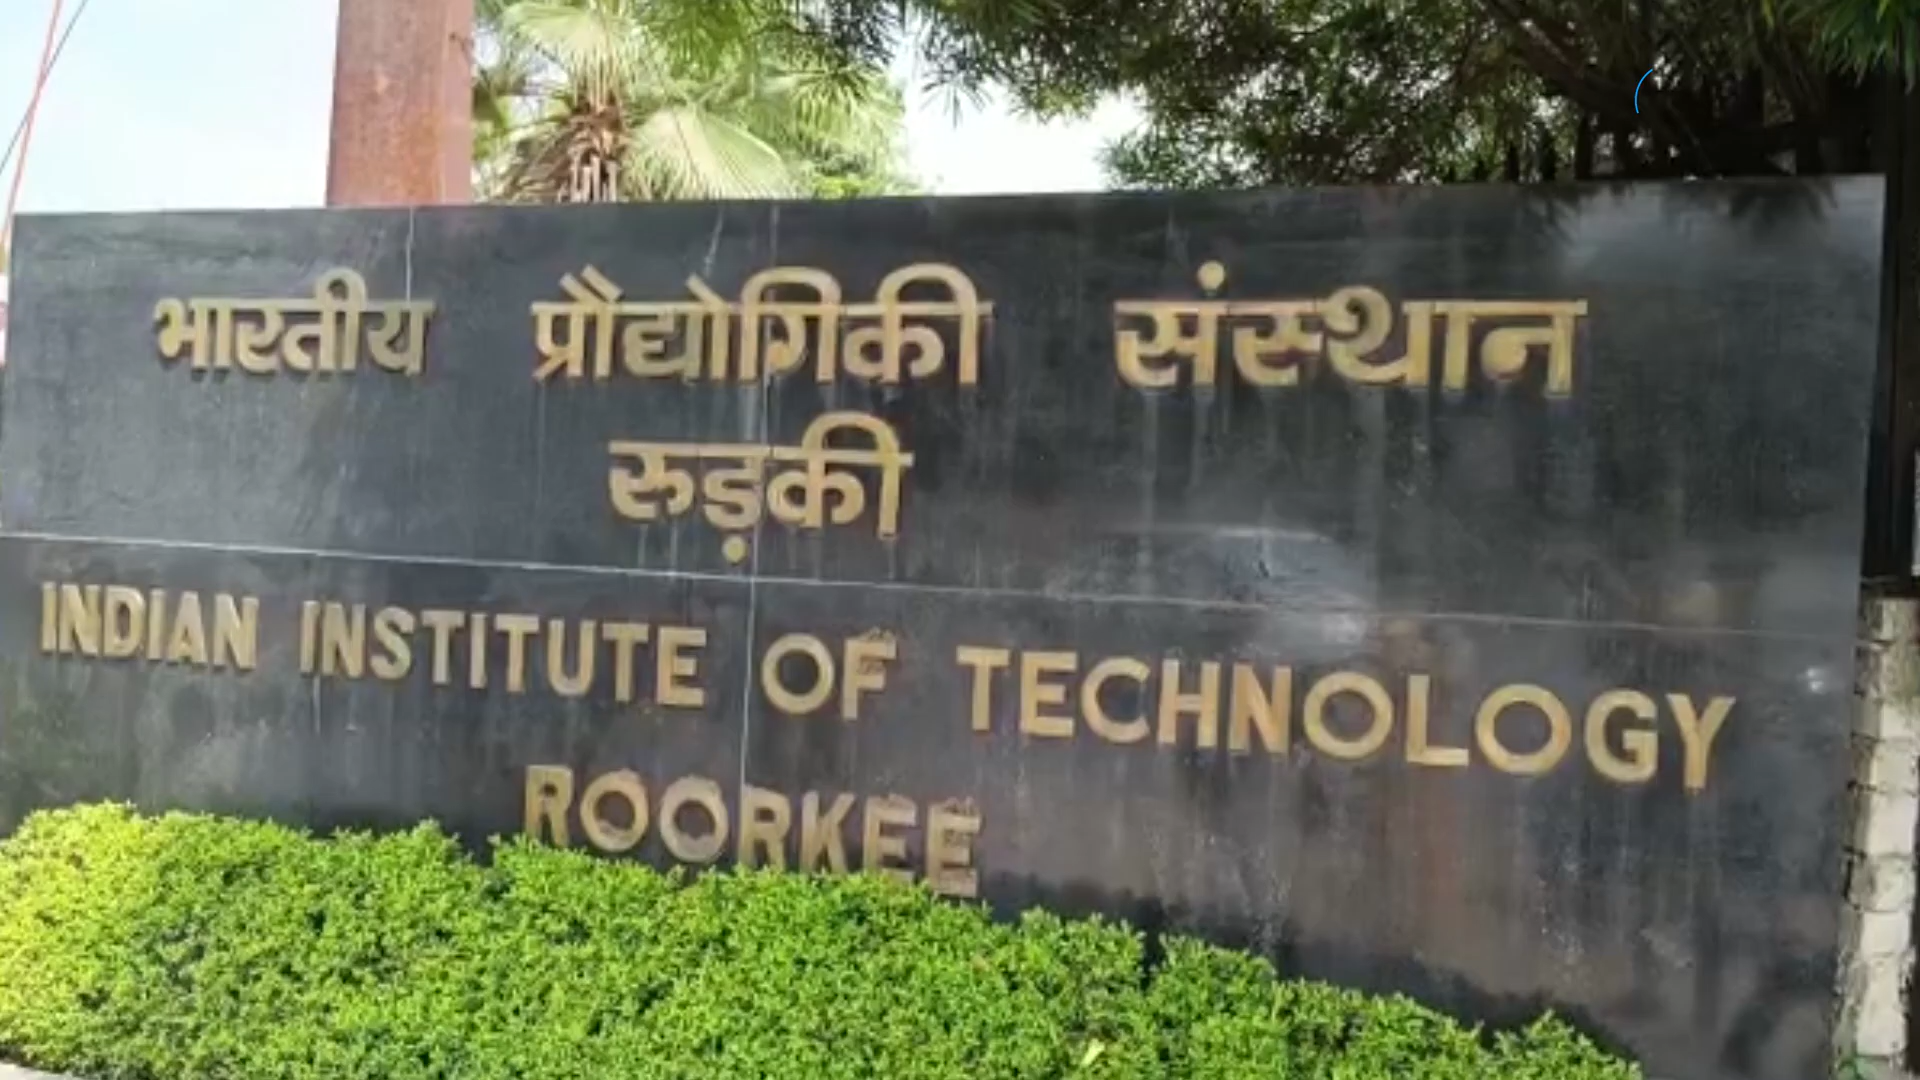 भारतीय प्रौद्योगिकी संस्थान
रुड़की
INDIAN INSTITUTE OF TECHNOLOGY
ROORKEE